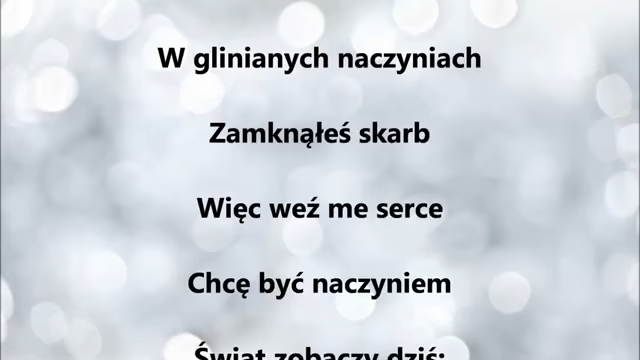 W glinianych naczyniach
Zamknąłeś skarb
Więc weź me serce
Chcę być naczyniem
Świat zobaczy dziś: